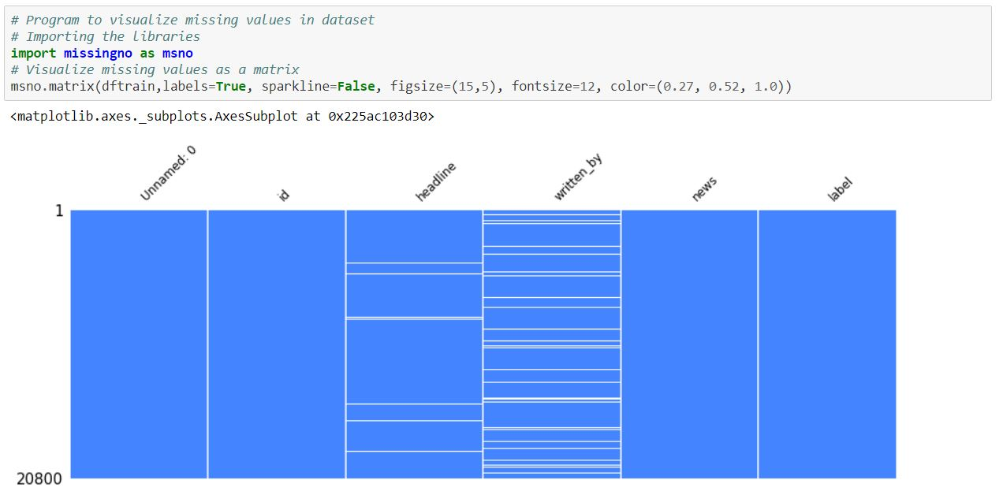 # Program to visualize missing values in dataset
# Importing the libraries
import missingno as msno
# Visualize missing values as a matrix
msno.matrix(dftrain,labels=True, sparkline=False, figsize=(15,5), fontsize=12, color=(0.27, 0.52, 1.0))
<matplotlib.axes._subplots.AxesSubplot at 0x225ac103d30>
Unnamed: 0
id
headline
written_by
news
label
1
20800